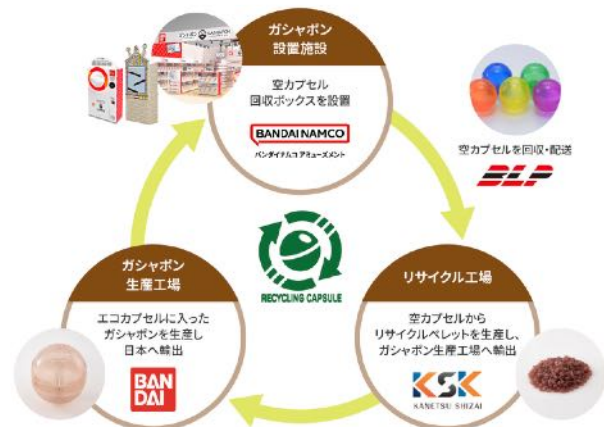 ガシャポン
設置施設
空カプセル
回収ボックスを設置
BANDAI NAMCO
バンダイナムコ アミューズメント
空カプセルを回収・配送
BLP
RECYCLING CAPSULE
リサイクル工場
空カプセルから
リサイクルペレットを生産し、
ガシャポン生産工場へ輸出
KSK
KANETSU SHIZAI
ガシャポン
生産工場
エコカプセルに入った
ガシャポンを生産し
日本へ輸出
BAN
DAI